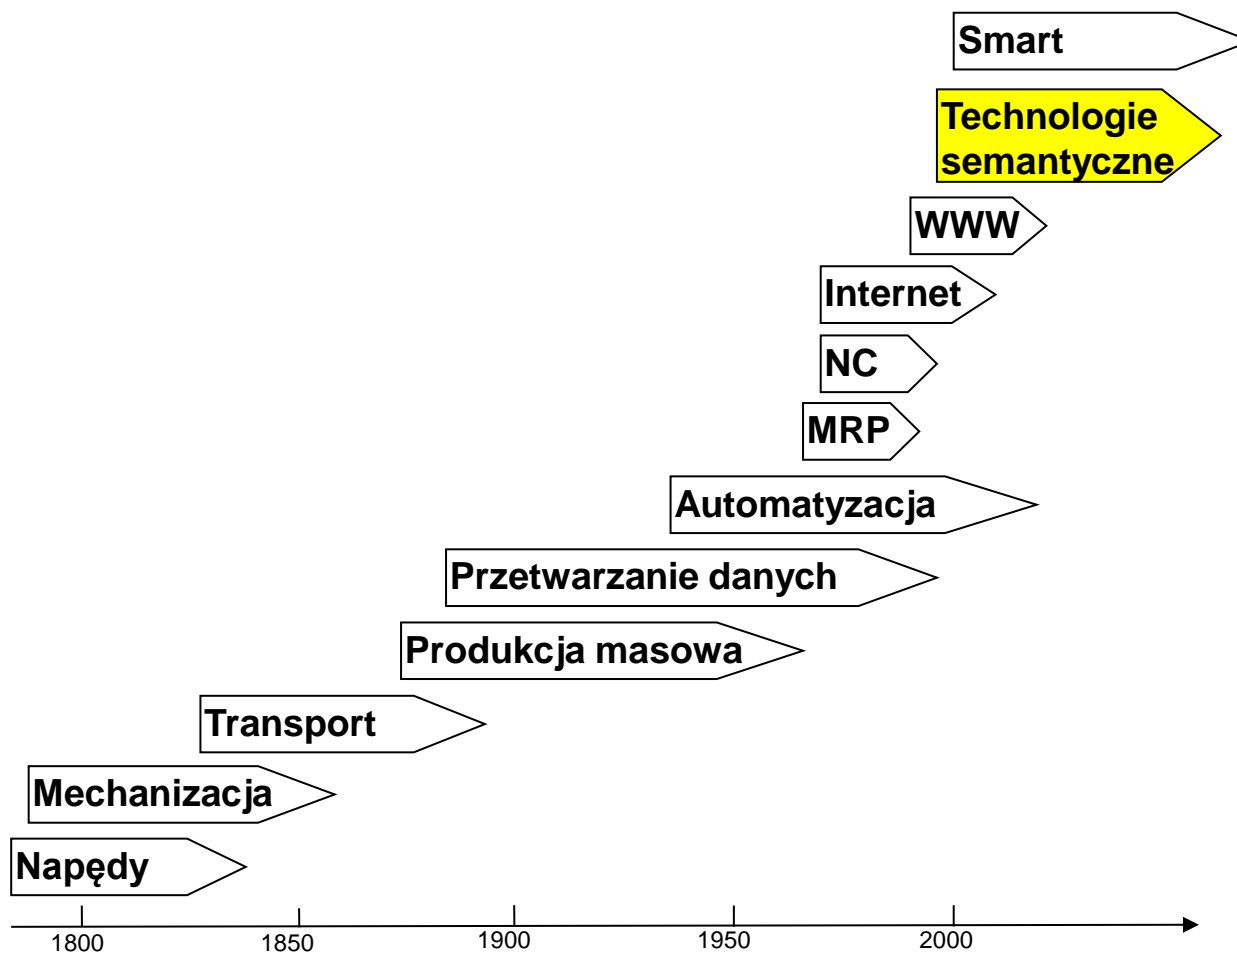 Smart
Technologie
semantyczne
WWW
Internet
NC
MRP
Automatyzacja
Przetwarzanie danych
Produkcja masowa
Transport
Mechanizacja
Napędy
1800 1850 1900 1950 2000